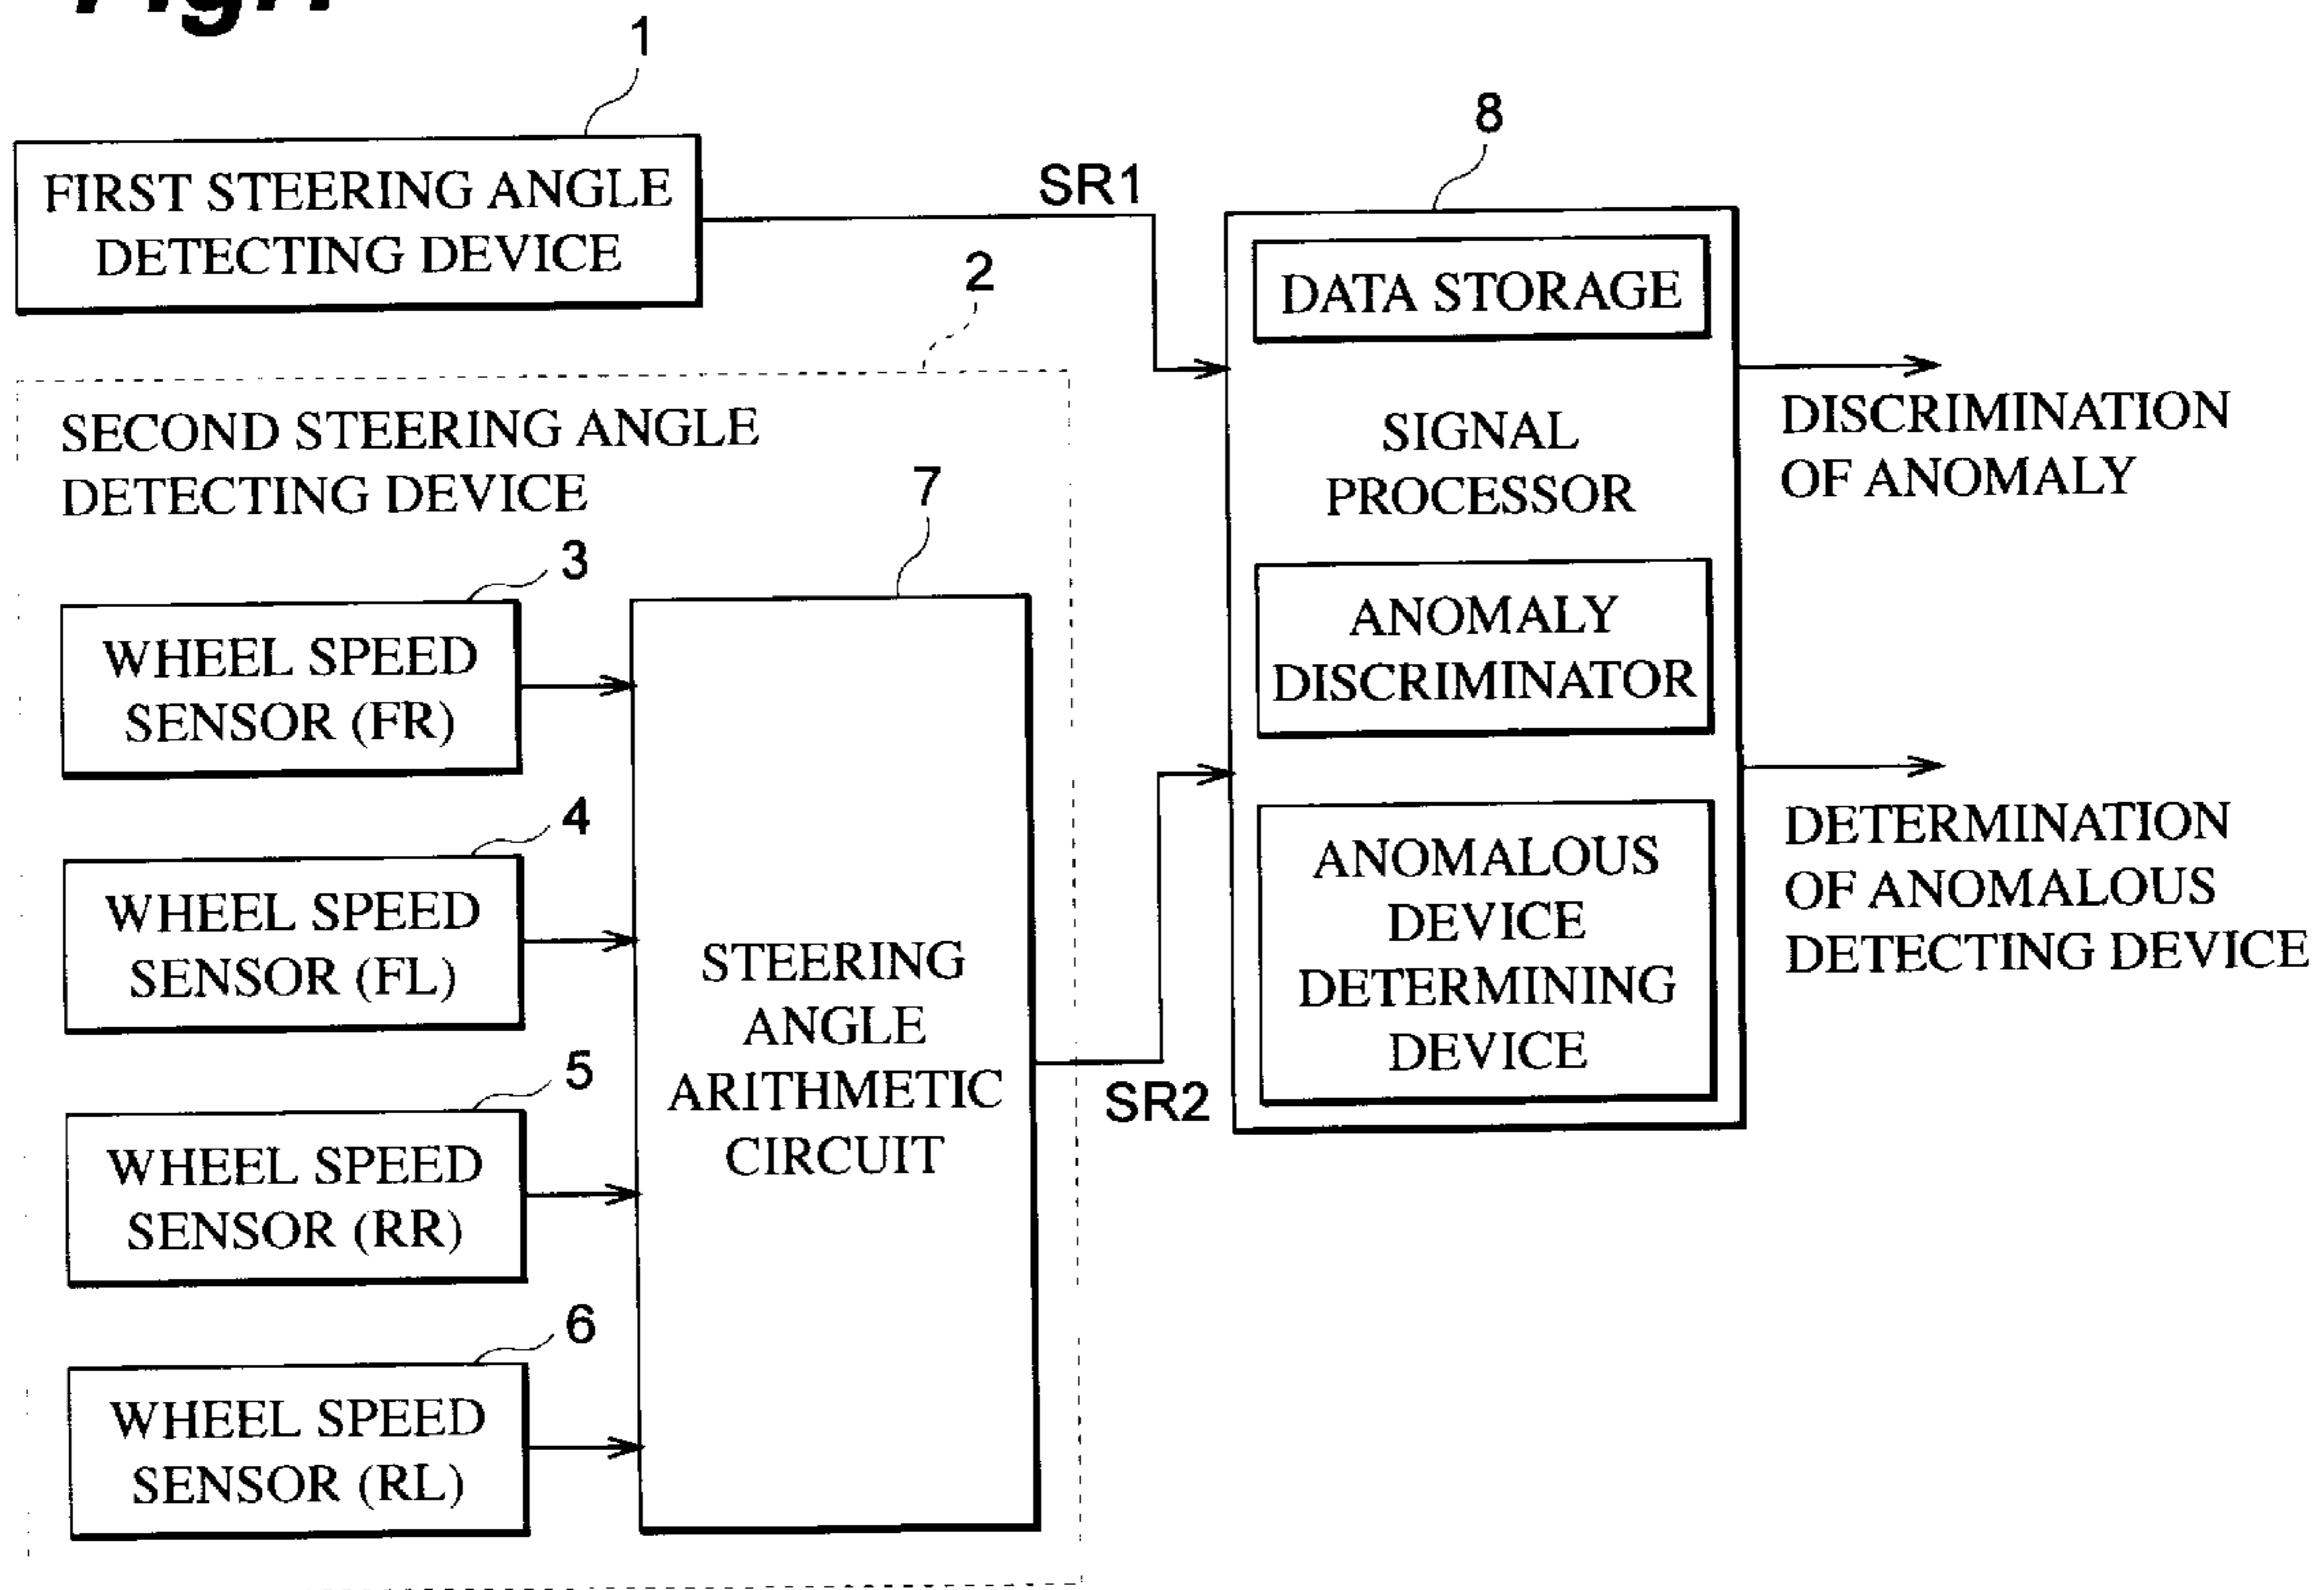 1
FIRST STEERING ANGLE
DETECTING DEVICE
SR1
2
SECOND STEERING ANGLE
DETECTING DEVICE
3
WHEEL SPEED
SENSOR (FR)
4
WHEEL SPEED
SENSOR (FL)
5
WHEEL SPEED
SENSOR (RR)
6
WHEEL SPEED
SENSOR (RL)
7
STEERING
ANGLE
ARITHMETIC
CIRCUIT
SR2
8
DATA STORAGE
SIGNAL
PROCESSOR
ANOMALY
DISCRIMINATOR
ANOMALOUS
DEVICE
DETERMINING
DEVICE
DISCRIMINATION
OF ANOMALY
DETERMINATION
OF ANOMALOUS
DETECTING DEVICE